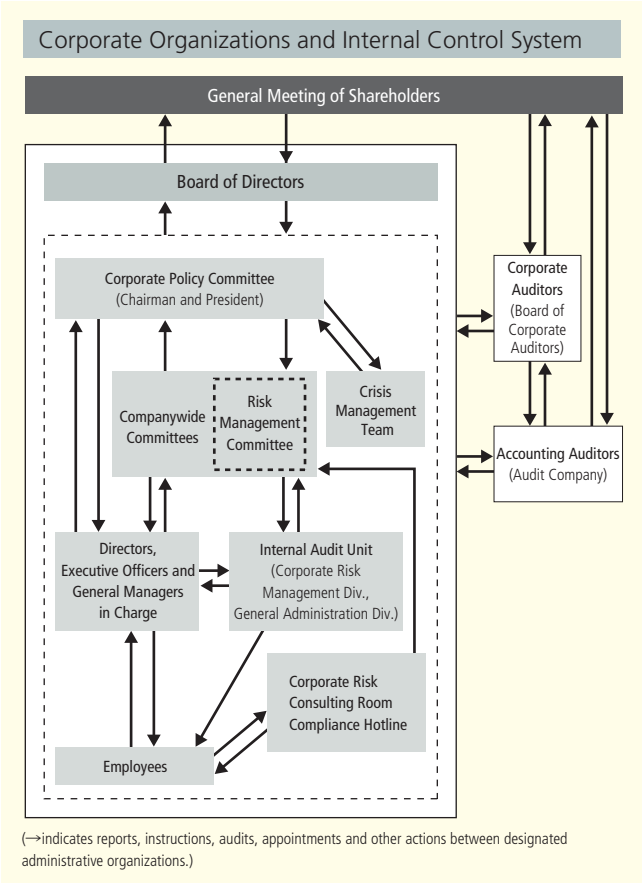 Corporate Organizations and Internal Control System
General Meeting of Shareholders
Board of Directors
Corporate Policy Committee
(Chairman and President)
Corporate
Auditors
(Board of
Corporate
Auditors)
Companywide
Committees
Risk
Management
Committee
Crisis
Management
Team
Accounting Auditors
(Audit Company)
Directors,
Executive Officers and
General Managers
in Charge
Internal Audit Unit
(Corporate Risk
Management Div.,
General Administration Div.)
Corporate Risk
Consulting Room
Compliance Hotline
Employees
(→indicates reports, instructions, audits, appointments and other actions between designated
administrative organizations.)